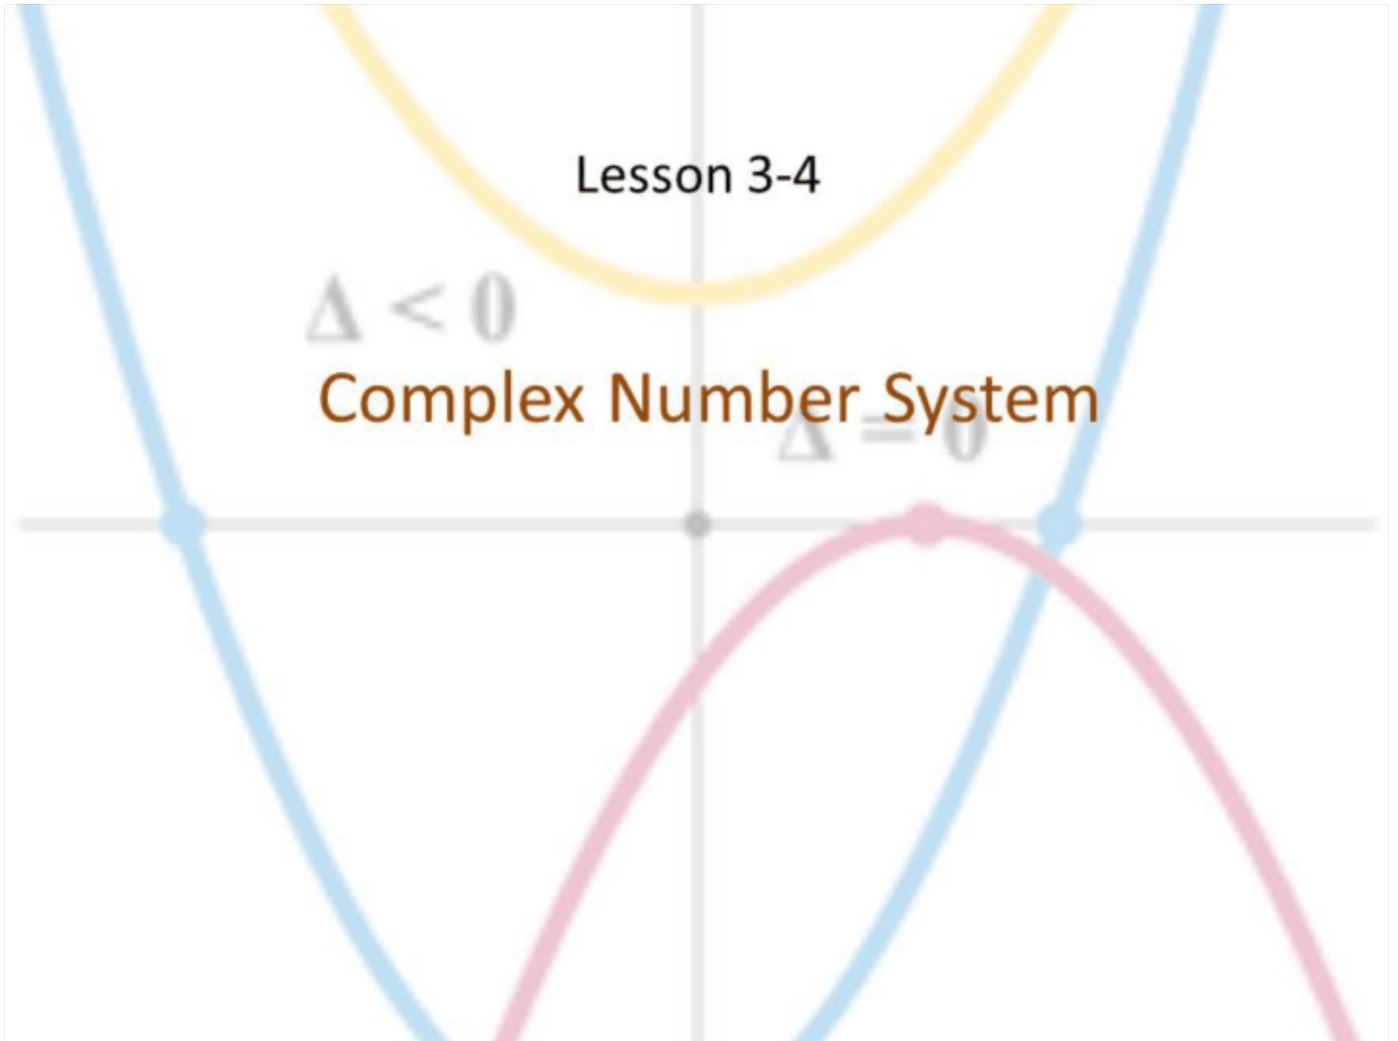 Lesson 3-4
Δ < 0
Complex Number System
Δ = 0